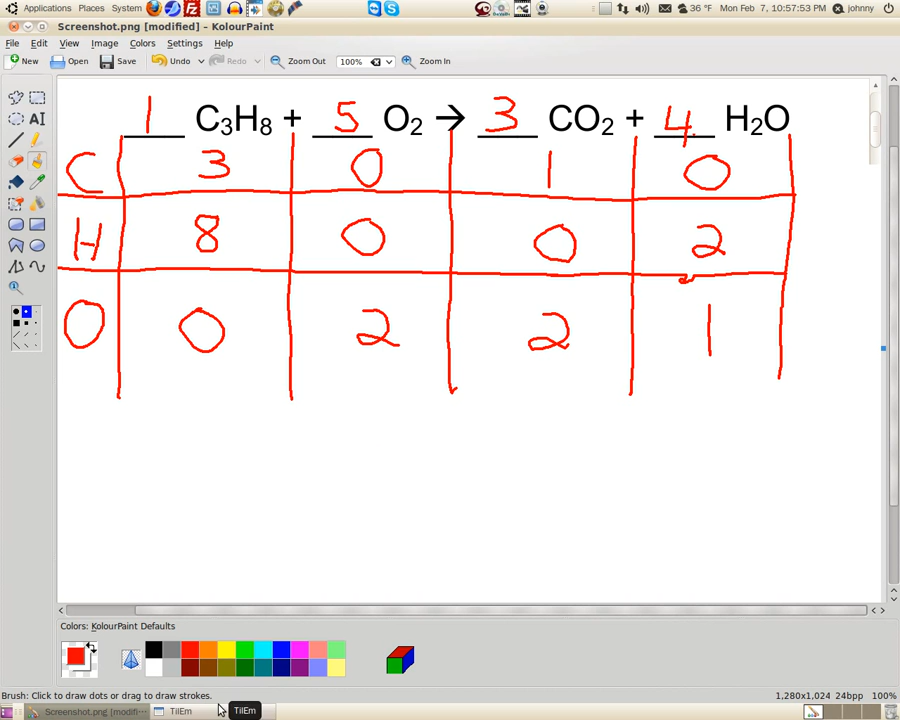 Applications Places System 36 °F Mon Feb 7, 10:57:53 PM johnny
Screenshot.png [modified] – KolourPaint
File Edit View Image Colors Settings Help
New Open Save Undo Redo Zoom Out 100% Zoom In
1 C₃H₈ + 5 O₂ → 3 CO₂ + 4 H₂O
C 3 0 1 0
H 8 0 0 2
O 0 2 2 1
Colors: KolourPaint Defaults
Brush: Click to draw dots or drag to draw strokes. 1,280x1,024 24bpp 100%
Screenshot.png [modifi... TilEm TilEm